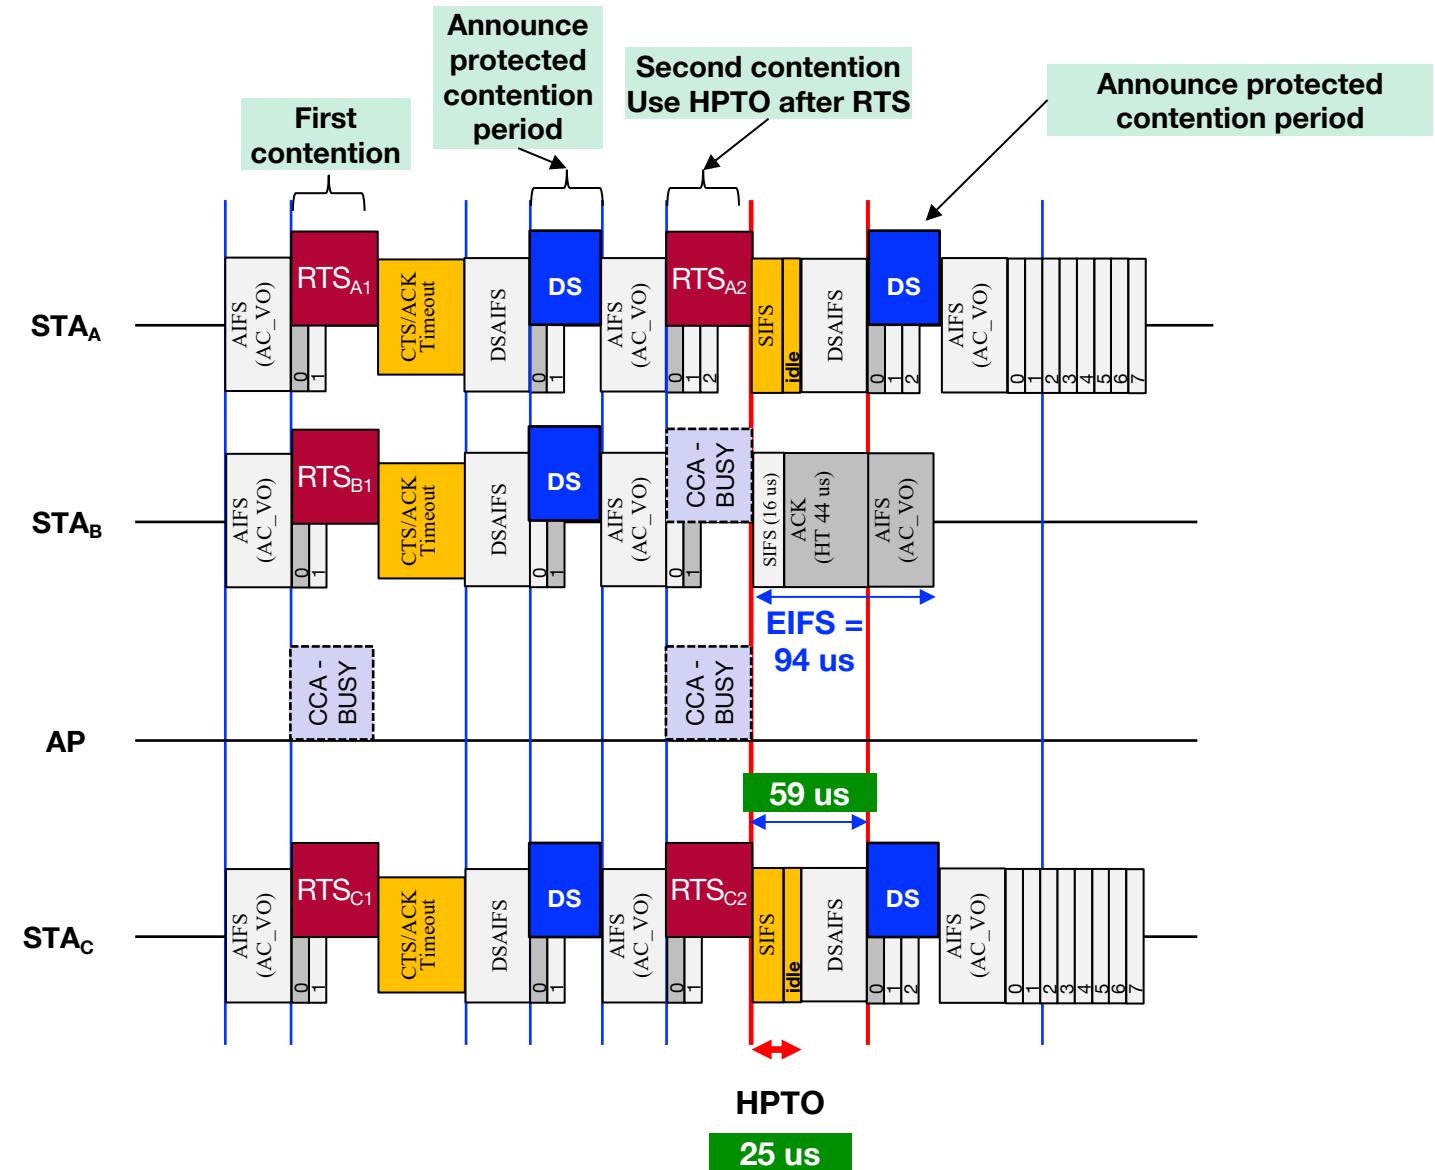 Announce
protected
contention
period
Second contention
Use HPTO after RTS
Announce protected
contention period
First
contention
STAA
AIFS
(AC_VO)
RTSA1
0
1
CTS/ACK
Timeout
DSAIFS
DS
0
1
AIFS
(AC_VO)
RTSA2
0
1
2
SIFS
idle
DSAIFS
DS
0
1
2
AIFS
(AC_VO)
0
1
2
3
4
5
6
7
STAB
AIFS
(AC_VO)
RTSB1
0
1
CTS/ACK
Timeout
DSAIFS
DS
0
1
AIFS
(AC_VO)
CCA -
BUSY
0
1
SIFS (16 us)
ACK
(HT 44 us)
AIFS
(AC_VO)
EIFS =
94 us
AP
CCA -
BUSY
CCA -
BUSY
59 us
STAC
AIFS
(AC_VO)
RTSC1
0
1
CTS/ACK
Timeout
DSAIFS
DS
0
1
AIFS
(AC_VO)
RTSC2
0
1
SIFS
idle
DSAIFS
DS
0
1
2
AIFS
(AC_VO)
0
1
2
3
4
5
6
7
HPTO
25 us